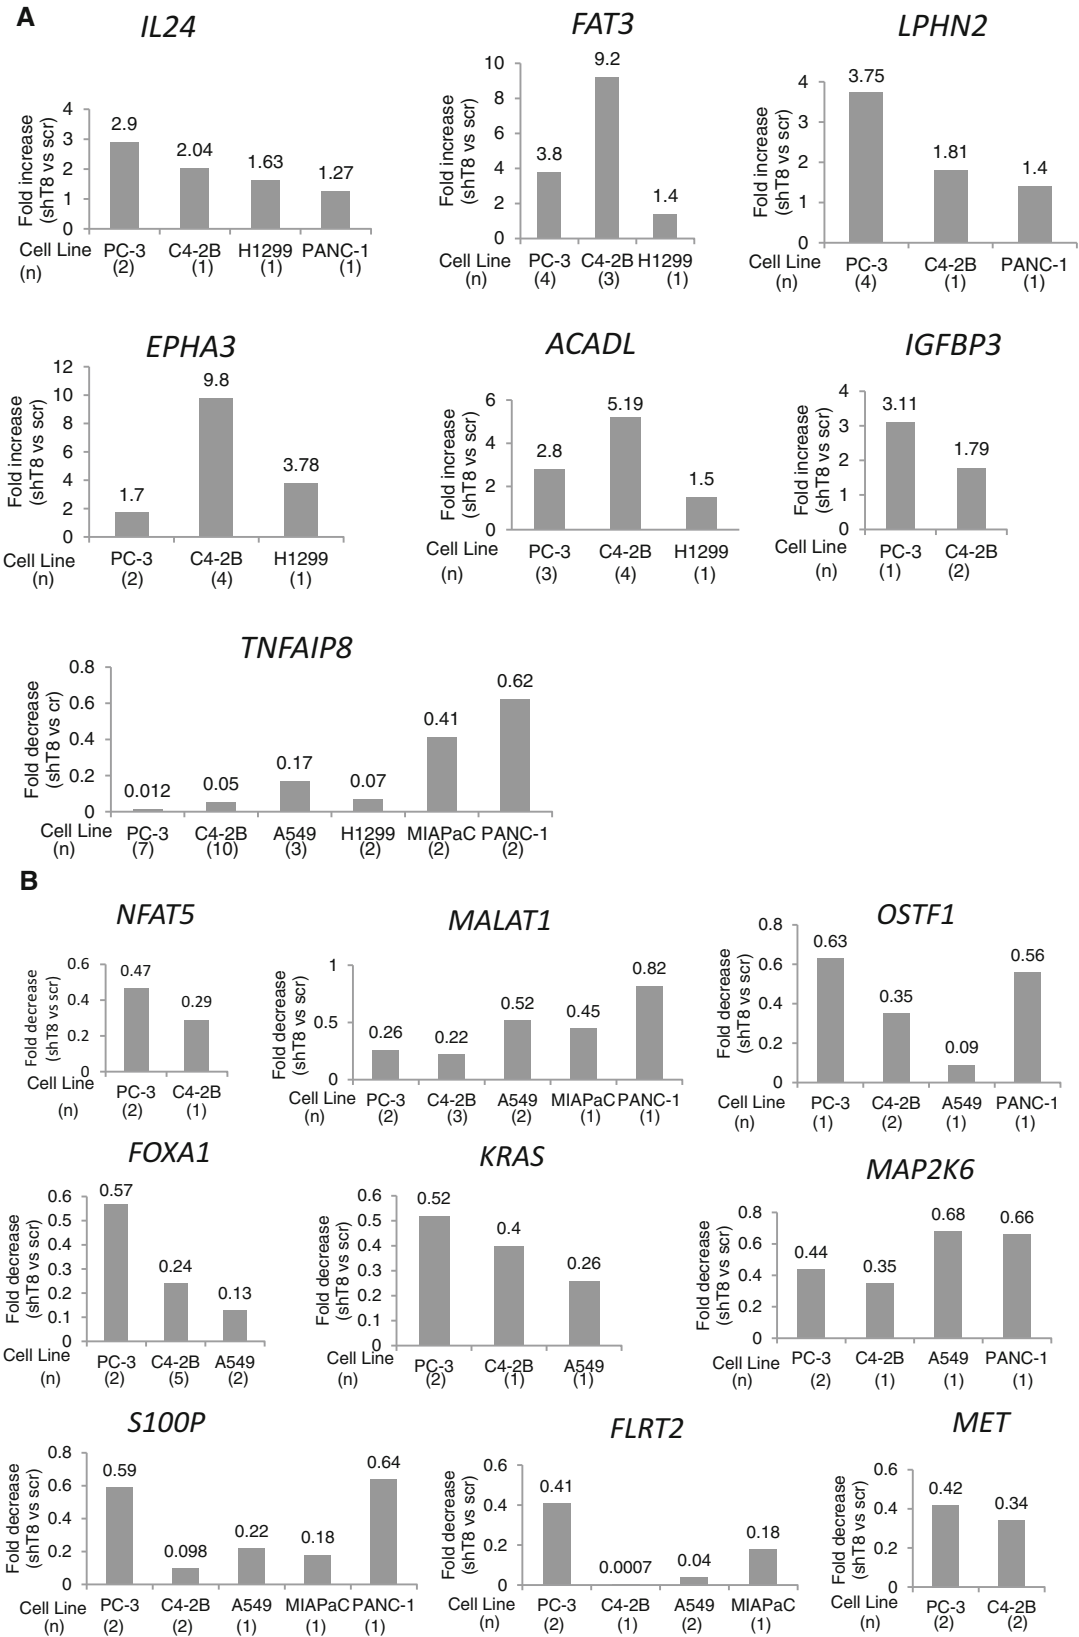 A
IL24
Fold increase
(shT8 vs scr)
4
3
2
1
0
2.9
2.04
1.63
1.27
Cell Line PC-3 C4-2B H1299 PANC-1
(n) (2) (1) (1) (1)
FAT3
Fold increase
(shT8 vs scr)
10
8
6
4
2
0
3.8
9.2
1.4
Cell Line PC-3 C4-2B H1299
(n) (4) (3) (1)
LPHN2
Fold increase
(shT8 vs scr)
4
3
2
1
0
3.75
1.81
1.4
Cell Line PC-3 C4-2B PANC-1
(n) (4) (1) (1)
EPHA3
Fold increase
(shT8 vs scr)
12
10
8
6
4
2
0
1.7
9.8
3.78
Cell Line PC-3 C4-2B H1299
(n) (2) (4) (1)
ACADL
Fold increase
(shT8 vs scr)
6
4
2
0
2.8
5.19
1.5
Cell Line PC-3 C4-2B H1299
(n) (3) (4) (1)
IGFBP3
Fold increase
(shT8 vs scr)
4
3
2
1
0
3.11
1.79
Cell Line PC-3 C4-2B
(n) (1) (2)
TNFAIP8
Fold decrease
(shT8 vs cr)
0.8
0.6
0.4
0.2
0
0.012
0.05
0.17
0.07
0.41
0.62
Cell Line PC-3 C4-2B A549 H1299 MIAPaC PANC-1
(n) (7) (10) (3) (2) (2) (2)
B
NFAT5
Fold decrease
(shT8 vs scr)
0.6
0.4
0.2
0
0.47
0.29
Cell Line PC-3 C4-2B
(n) (2) (1)
MALAT1
Fold decrease
(shT8 vs scr)
1
0.5
0
0.26
0.22
0.52
0.45
0.82
Cell Line PC-3 C4-2B A549 MIAPaC PANC-1
(n) (2) (3) (2) (1) (1)
OSTF1
Fold decrease
(shT8 vs scr)
0.8
0.6
0.4
0.2
0
0.63
0.35
0.09
0.56
Cell Line PC-3 C4-2B A549 PANC-1
(n) (1) (2) (1) (1)
FOXA1
Fold decrease
(shT8 vs scr)
0.6
0.5
0.4
0.3
0.2
0.1
0
0.57
0.24
0.13
Cell Line PC-3 C4-2B A549
(n) (2) (5) (2)
KRAS
Fold decrease
(shT8 vs scr)
0.6
0.5
0.4
0.3
0.2
0.1
0
0.52
0.4
0.26
Cell Line PC-3 C4-2B A549
(n) (2) (1) (1)
MAP2K6
Fold decrease
(shT8 vs scr)
0.8
0.6
0.4
0.2
0
0.44
0.35
0.68
0.66
Cell Line PC-3 C4-2B A549 PANC-1
(n) (2) (1) (1) (1)
S100P
Fold decrease
(shT8 vs scr)
0.8
0.6
0.4
0.2
0
0.59
0.098
0.22
0.18
0.64
Cell Line PC-3 C4-2B A549 MIAPaC PANC-1
(n) (2) (2) (1) (1) (1)
FLRT2
Fold decrease
(shT8 vs scr)
0.6
0.4
0.2
0
0.41
0.0007
0.04
0.18
Cell Line PC-3 C4-2B A549 MIAPaC
(n) (2) (1) (2) (1)
MET
Fold decrease
(shT8 vs scr)
0.6
0.4
0.2
0
0.42
0.34
Cell Line PC-3 C4-2B
(n) (2) (2)